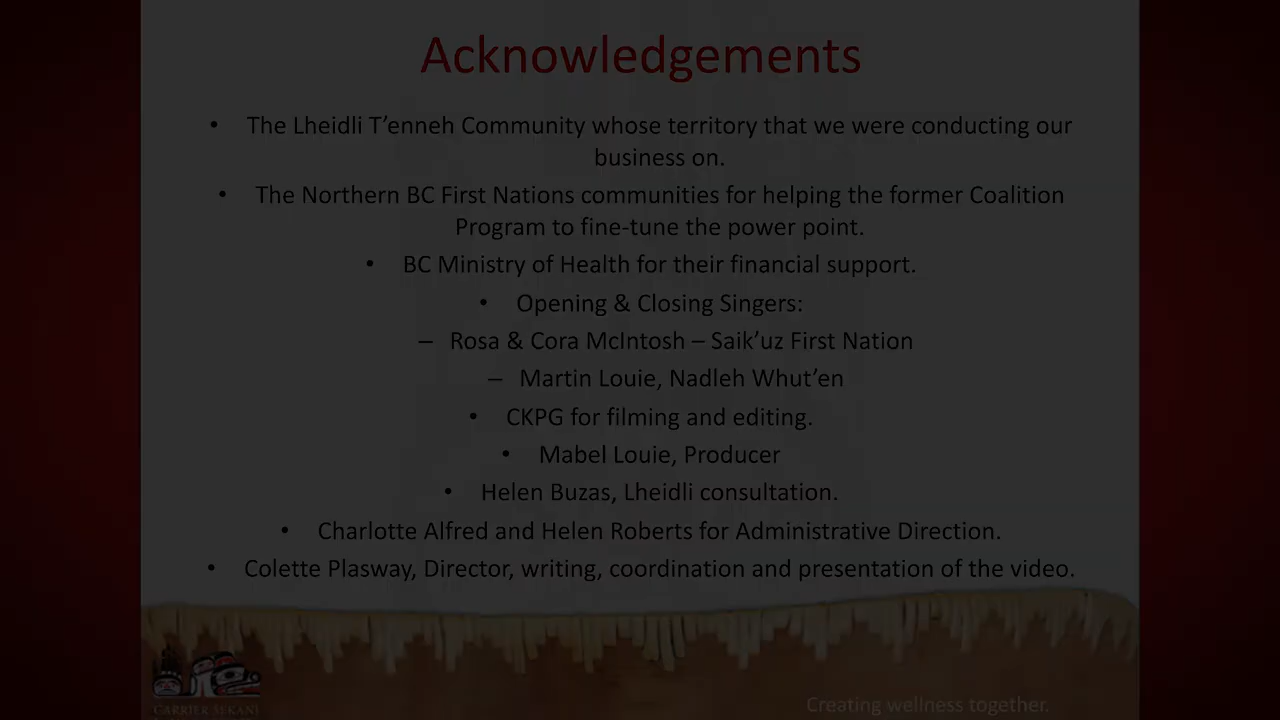 Acknowledgements
• The Lheidli T’enneh Community whose territory that we were conducting our
business on.
• The Northern BC First Nations communities for helping the former Coalition
Program to fine-tune the power point.
• BC Ministry of Health for their financial support.
• Opening & Closing Singers:
– Rosa & Cora McIntosh – Saik’uz First Nation
– Martin Louie, Nadleh Whut’en
• CKPG for filming and editing.
• Mabel Louie, Producer
• Helen Buzas, Lheidli consultation.
• Charlotte Alfred and Helen Roberts for Administrative Direction.
• Colette Plasway, Director, writing, coordination and presentation of the video.
CARRIER SEKANI
Creating wellness together.